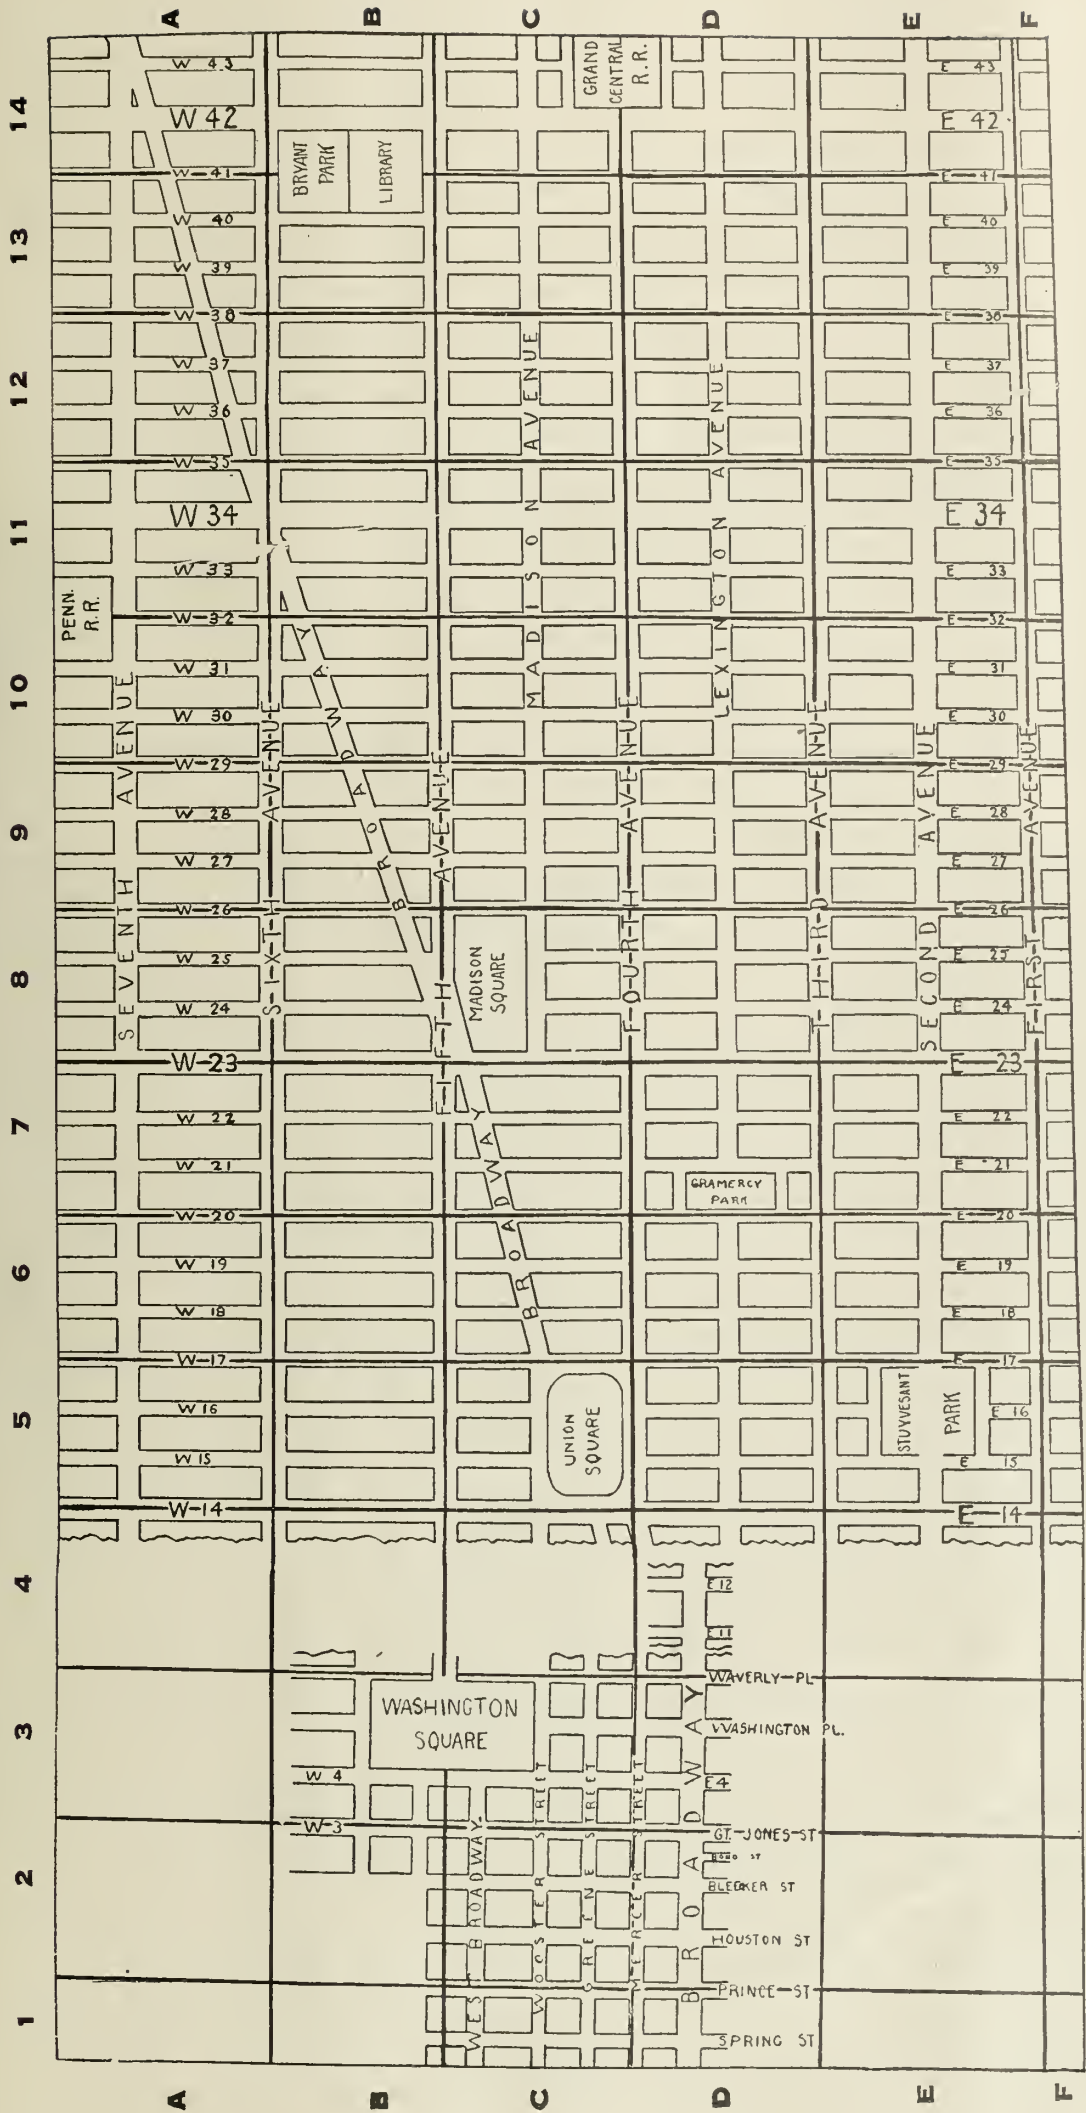 A
B
C
D
E
F
14
13
12
11
10
9
8
7
6
5
4
3
2
1
W 43
W 42
W 41
W 40
W 39
W 38
W 37
W 36
W 35
W 34
W 33
W 32
W 31
W 30
W 29
W 28
W 27
W 26
W 25
W 24
W 23
W 22
W 21
W 20
W 19
W 18
W 17
W 16
W 15
W 14
W 4
W 3
E 43
E 42
E 41
E 40
E 39
E 38
E 37
E 36
E 35
E 34
E 33
E 32
E 31
E 30
E 29
E 28
E 27
E 26
E 25
E 24
E 23
E 22
E 21
E 20
E 19
E 18
E 17
E 16
E 15
E 14
E 12
E 11
E 4
GRAND
CENTRAL
R.R.
BRYANT
PARK
LIBRARY
PENN.
R.R.
MADISON
SQUARE
GRAMERCY
PARK
UNION
SQUARE
STUYVESANT
PARK
WASHINGTON
SQUARE
SEVENTH AVENUE
SIXTH AVENUE
BROADWAY
FIFTH AVENUE
BROADWAY
MADISON AVENUE
FOURTH AVENUE
LEXINGTON AVENUE
THIRD AVENUE
SECOND AVENUE
FIRST AVENUE
WEST BROADWAY
WOOSTER STREET
GREENE STREET
MERCER STREET
BROADWAY
WAVERLY PL
WASHINGTON PL.
GT. JONES ST
BOND ST
BLEEKER ST
HOUSTON ST
PRINCE ST
SPRING ST
A
B
C
D
E
F